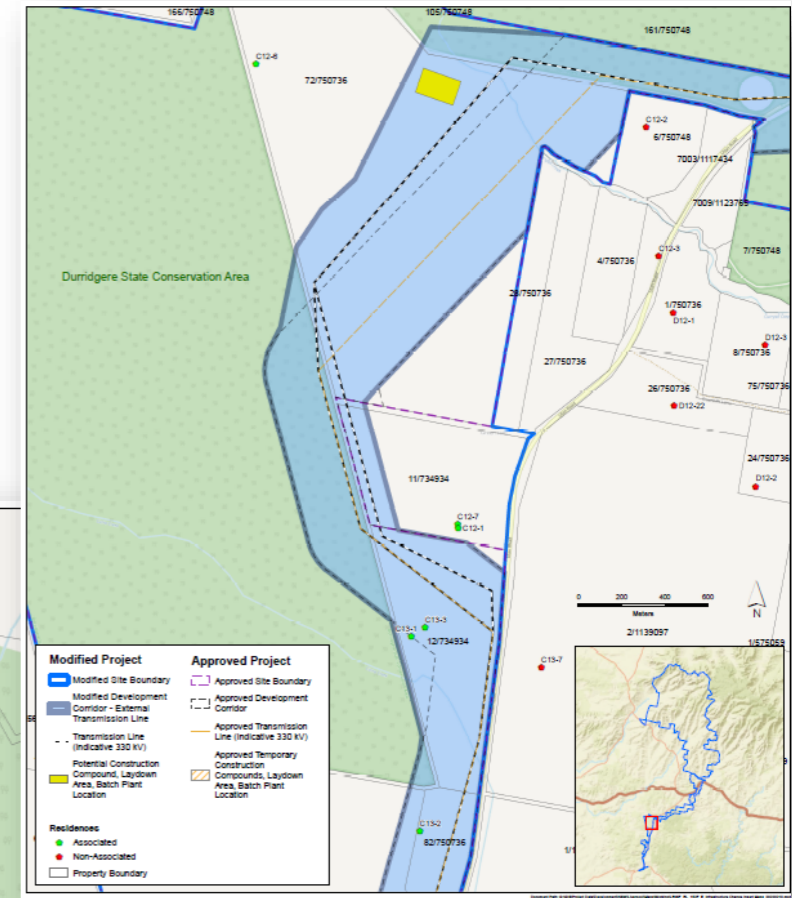 166/750748
105/750748
161/750748
C12-6
72/750736
C12-2
6/750748
7003/1117434
7009/1123763
Durridgere State Conservation Area
C12-3
4/750736
7/750748
28/750736
1/750736
D12-1
D12-3
8/750736
27/750736
75/750736
26/750736
D12-22
24/750736
11/734934
D12-2
C12-7
C12-1
0 200 400 600
Meters
N
C13-3
C13-1
12/734934
2/1139097
1/575059
C13-7
C13-2
82/750736
1/1
Modified Project
Modified Site Boundary
Modified Development
Corridor - External
Transmission Line
Transmission Line
(Indicative 330 kV)
Potential Construction
Compound, Laydown
Area, Batch Plant
Location
Approved Project
Approved Site Boundary
Approved Development
Corridor
Approved Transmission
Line (Indicative 330 kV)
Approved Temporary
Construction
Compounds, Laydown
Area, Batch Plant
Location
Residences
Associated
Non-Associated
Property Boundary